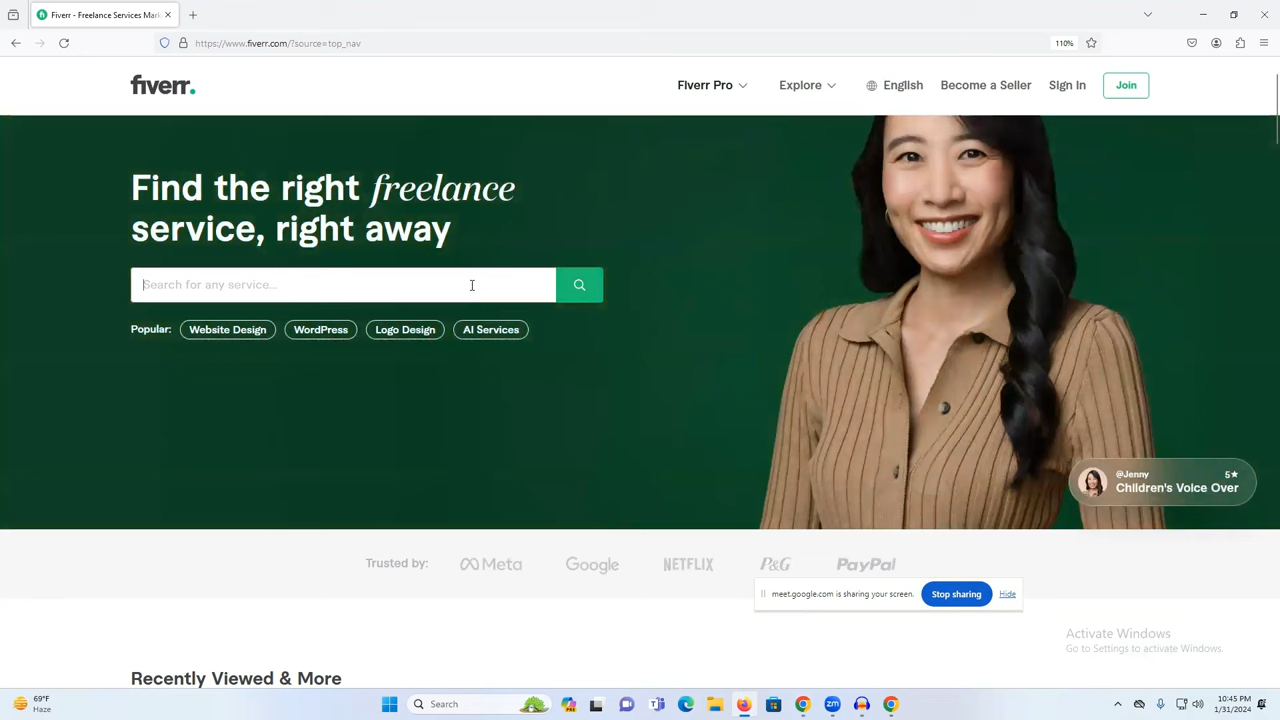 Fiverr - Freelance Services Mark
https://www.fiverr.com/?source=top_nav
110%
fiverr.
Fiverr Pro
Explore
English
Become a Seller
Sign In
Join
Find the right freelance
service, right away
Search for any service...
Popular:
Website Design
WordPress
Logo Design
AI Services
@Jenny
5★
Children's Voice Over
Trusted by:
Meta
Google
NETFLIX
P&G
PayPal
meet.google.com is sharing your screen.
Stop sharing
Hide
Activate Windows
Go to Settings to activate Windows.
Recently Viewed & More
69°F
Haze
Search
10:45 PM
1/31/2024